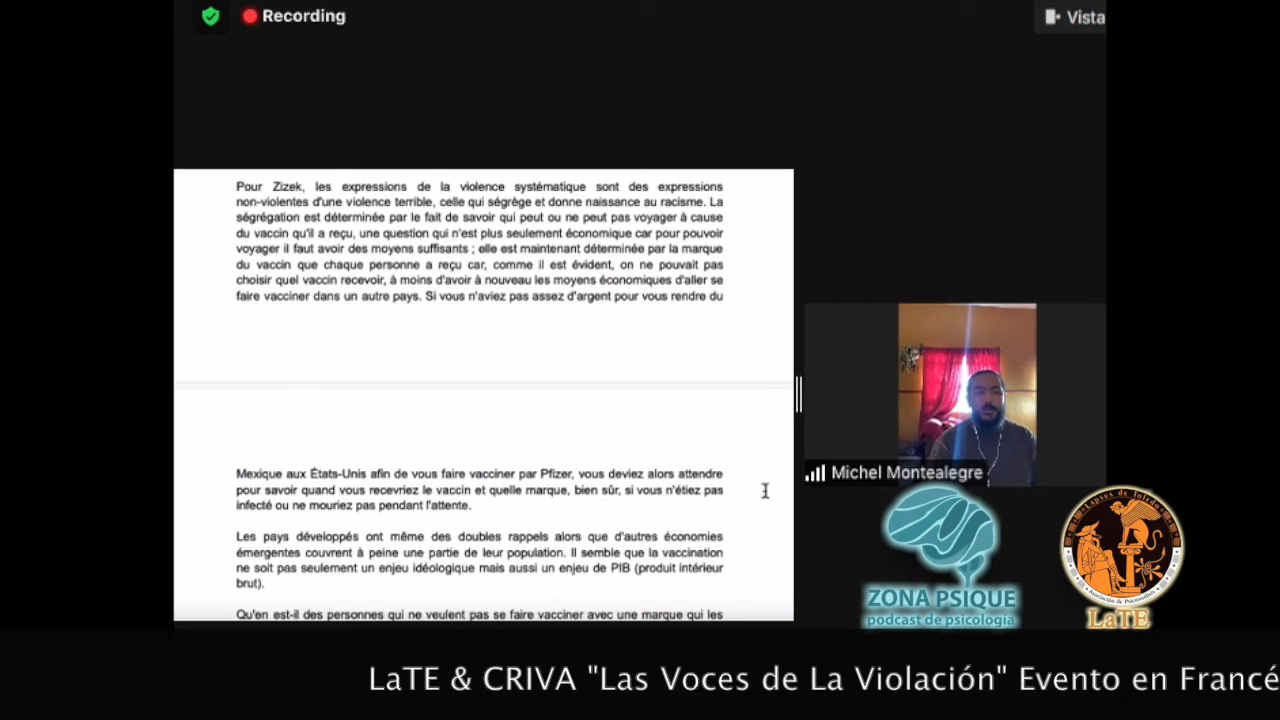 Recording
Vista
Pour Zizek, les expressions de la violence systématique sont des expressions
non-violentes d'une violence terrible, celle qui ségrège et donne naissance au racisme. La
ségrégation est déterminée par le fait de savoir qui peut ou ne peut pas voyager à cause
du vaccin qu'il a reçu, une question qui n'est plus seulement économique car pour pouvoir
voyager il faut avoir des moyens suffisants ; elle est maintenant déterminée par la marque
du vaccin que chaque personne a reçu car, comme il est évident, on ne pouvait pas
choisir quel vaccin recevoir, à moins d'avoir à nouveau les moyens économiques d'aller se
faire vacciner dans un autre pays. Si vous n'aviez pas assez d'argent pour vous rendre du
Mexique aux États-Unis afin de vous faire vacciner par Pfizer, vous deviez alors attendre
pour savoir quand vous recevriez le vaccin et quelle marque, bien sûr, si vous n'étiez pas
infecté ou ne mouriez pas pendant l'attente.
Les pays développés ont même des doubles rappels alors que d'autres économies
émergentes couvrent à peine une partie de leur population. Il semble que la vaccination
ne soit pas seulement un enjeu idéologique mais aussi un enjeu de PIB (produit intérieur
brut).
Qu'en est-il des personnes qui ne veulent pas se faire vacciner avec une marque qui les
Michel Montealegre
ZONA PSIQUE
podcast de psicología
Lapsus de Toledo
Asociación de Psicoanálisis
LaTE
LaTE & CRIVA "Las Voces de La Violación" Evento en Francé